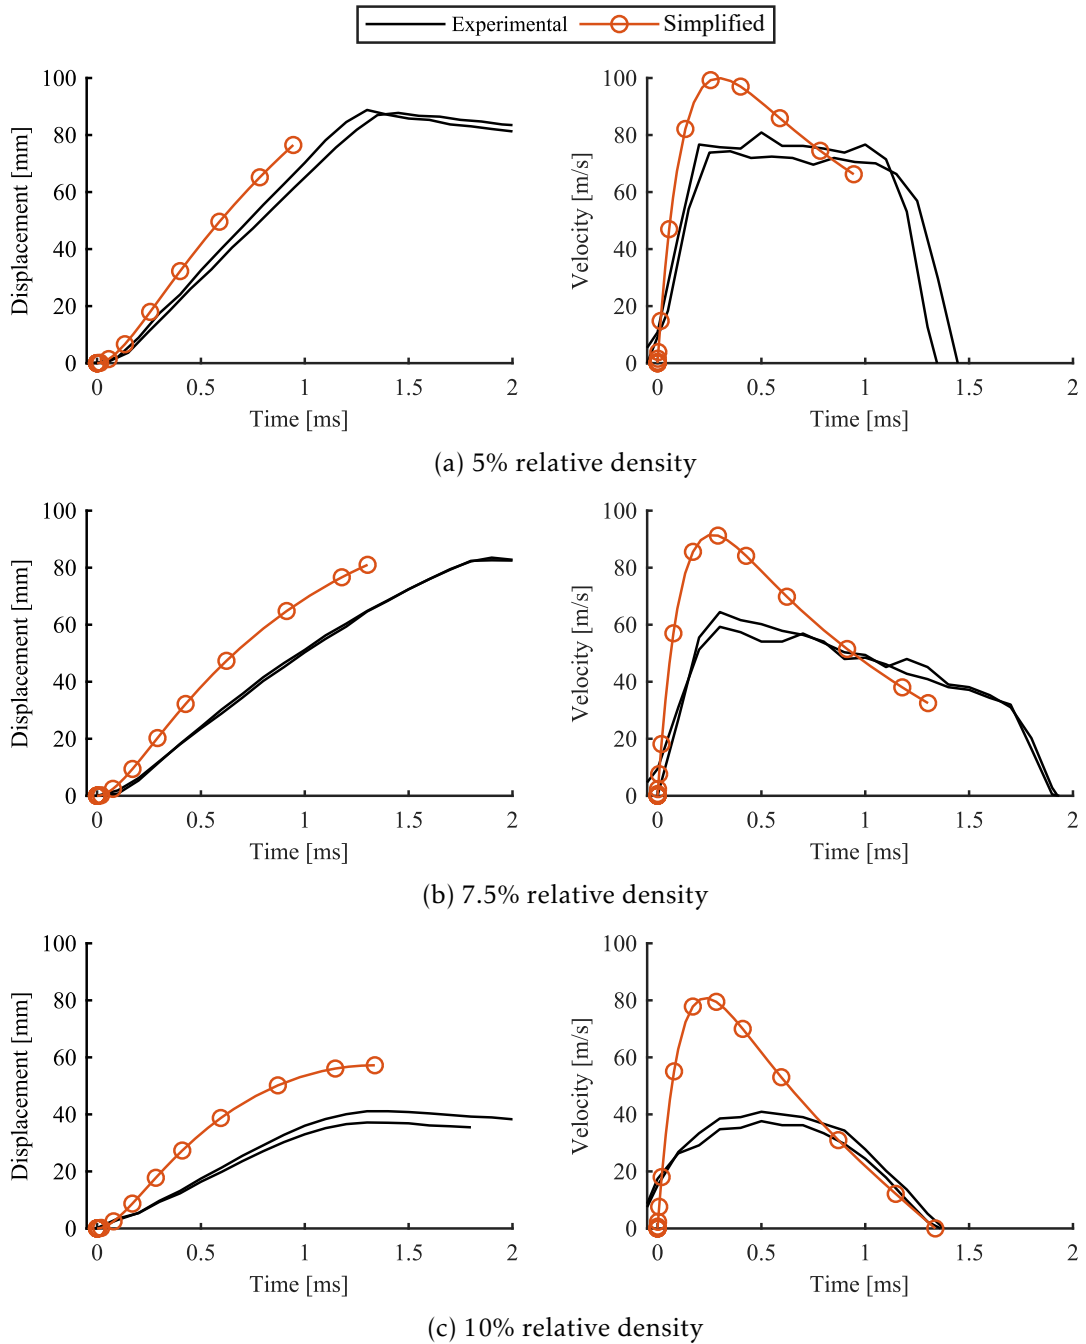 Experimental Simplified
100
80
60
40
20
0
Displacement [mm]
0 0.5 1 1.5 2
Time [ms]
100
80
60
40
20
0
Velocity [m/s]
0 0.5 1 1.5 2
Time [ms]
(a) 5% relative density
100
80
60
40
20
0
Displacement [mm]
0 0.5 1 1.5 2
Time [ms]
100
80
60
40
20
0
Velocity [m/s]
0 0.5 1 1.5 2
Time [ms]
(b) 7.5% relative density
100
80
60
40
20
0
Displacement [mm]
0 0.5 1 1.5 2
Time [ms]
100
80
60
40
20
0
Velocity [m/s]
0 0.5 1 1.5 2
Time [ms]
(c) 10% relative density